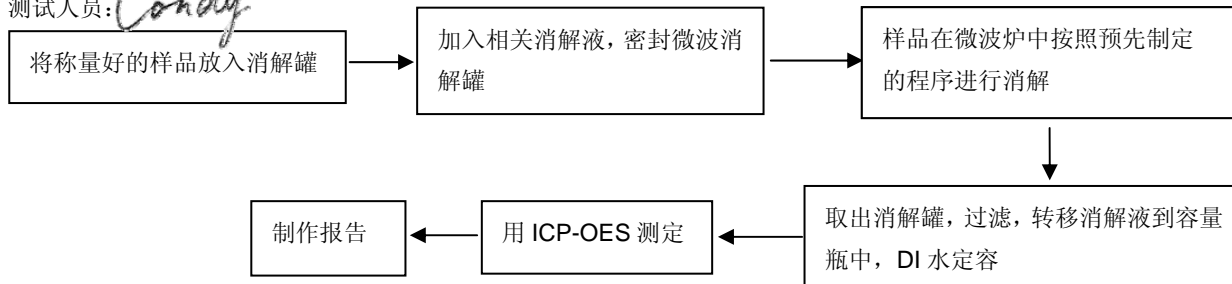 测试人员:Candy
将称量好的样品放入消解罐
加入相关消解液,密封微波消
解罐
样品在微波炉中按照预先制定
的程序进行消解
取出消解罐,过滤,转移消解液到容量
瓶中,DI 水定容
用 ICP-OES 测定
制作报告